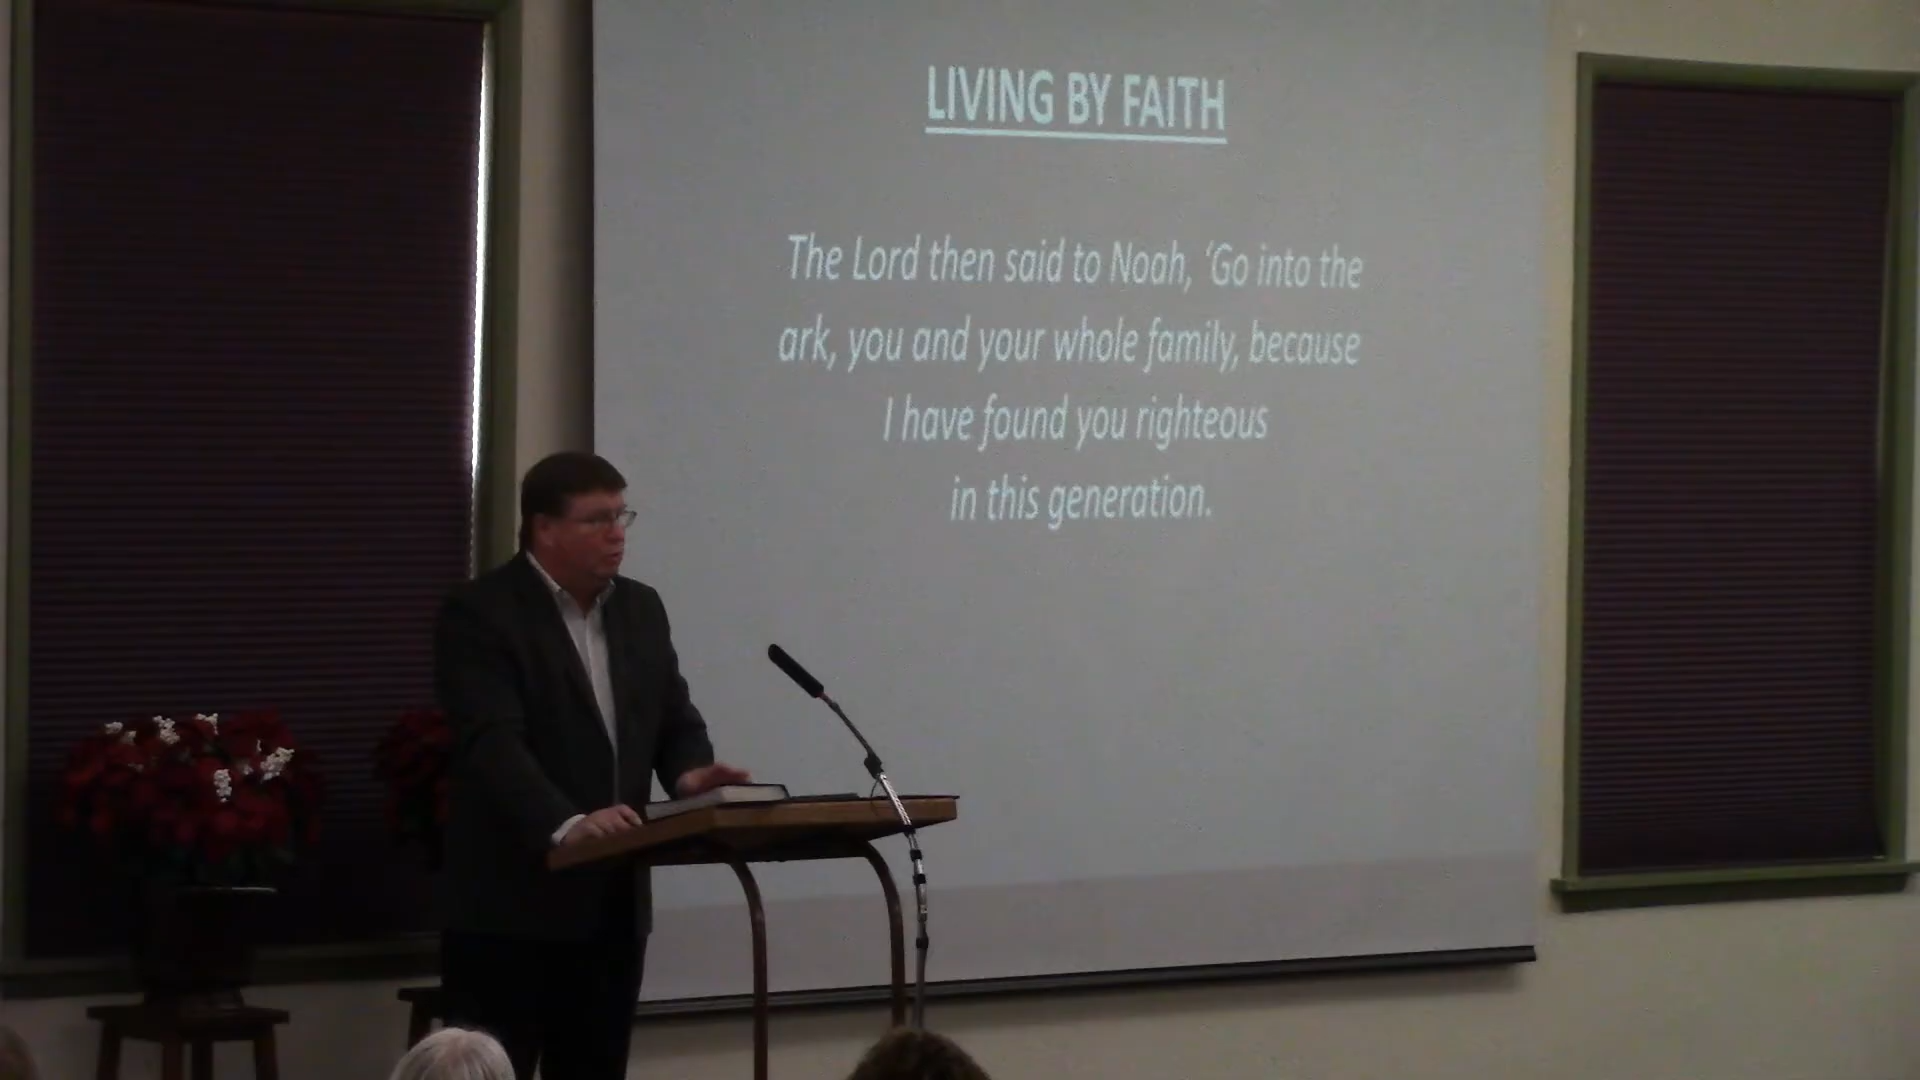 LIVING BY FAITH
The Lord then said to Noah, ‘Go into the
ark, you and your whole family, because
I have found you righteous
in this generation.